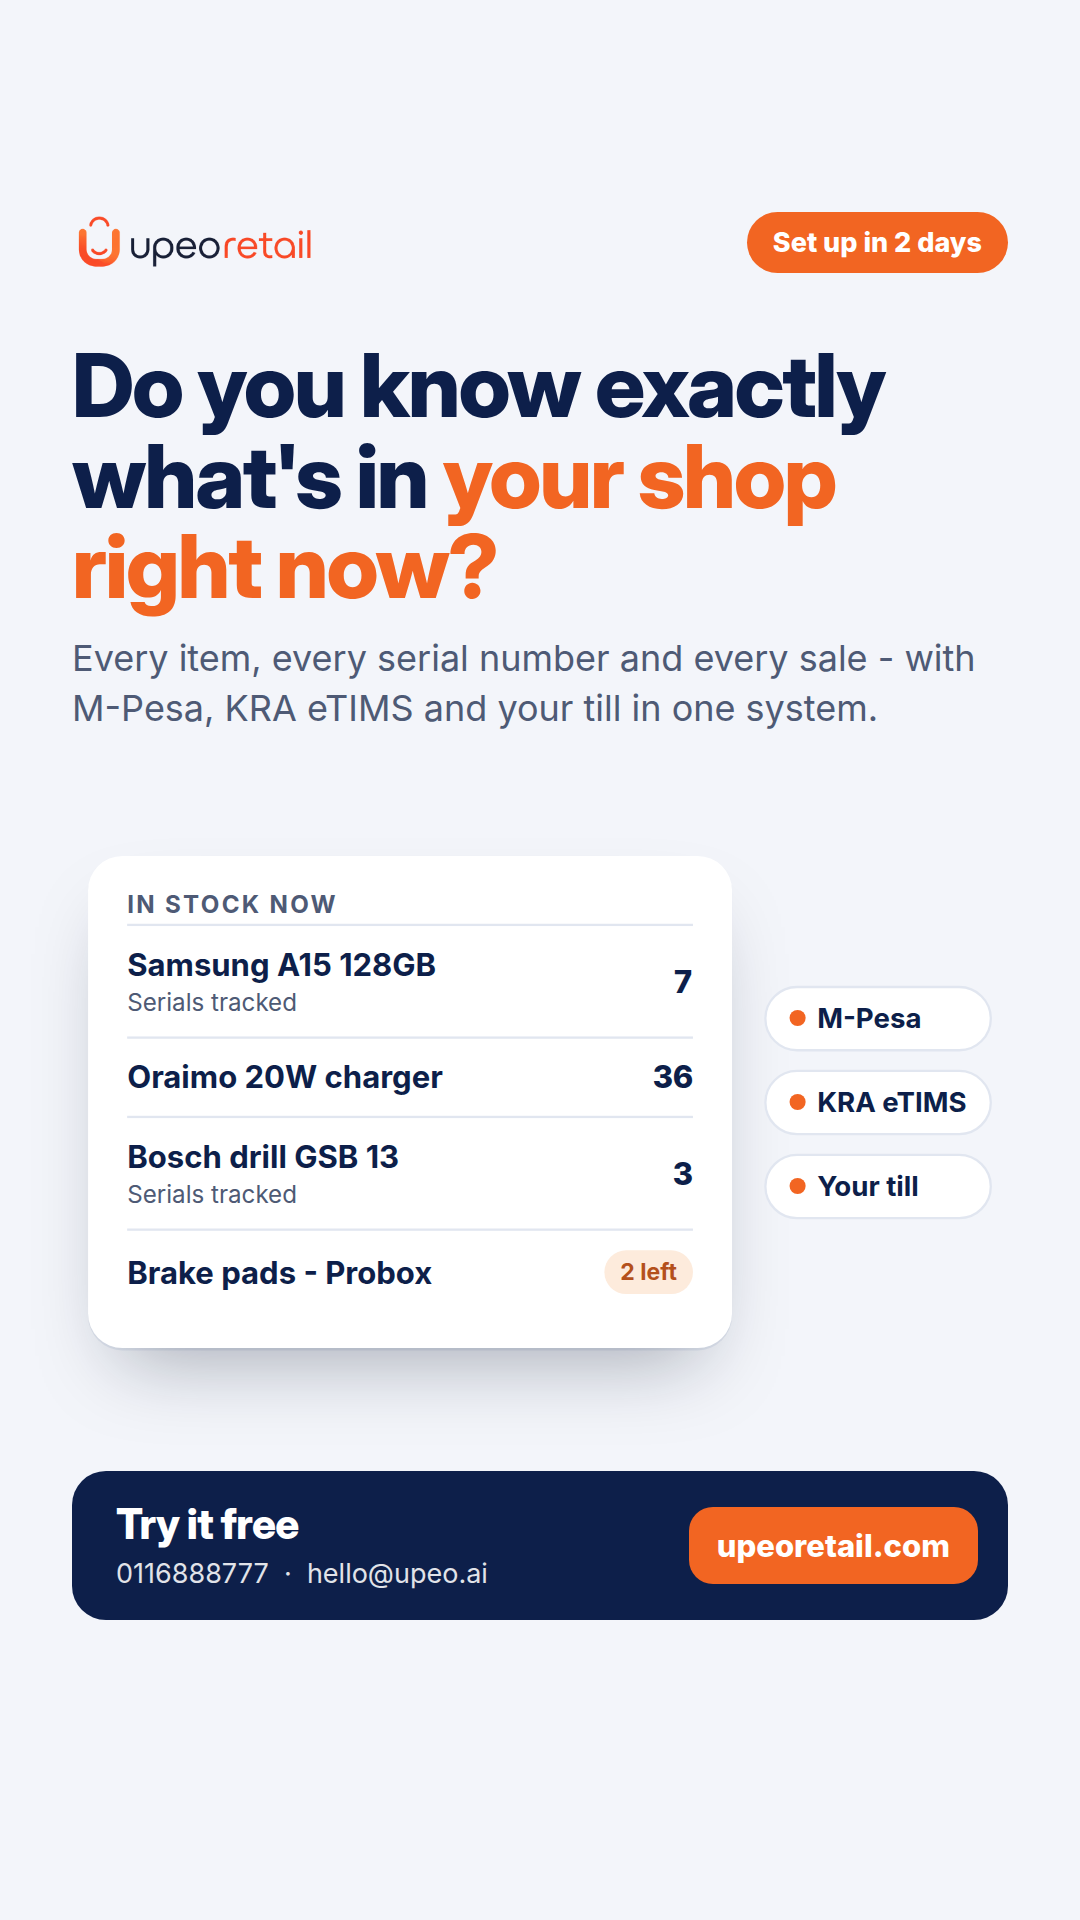 upeoretail
Set up in 2 days
Do you know exactly
what's in your shop
right now?
Every item, every serial number and every sale - with
M-Pesa, KRA eTIMS and your till in one system.
IN STOCK NOW
Samsung A15 128GB
Serials tracked
7
Oraimo 20W charger
36
Bosch drill GSB 13
Serials tracked
3
Brake pads - Probox
2 left
M-Pesa
KRA eTIMS
Your till
Try it free
0116888777 · hello@upeo.ai
upeoretail.com